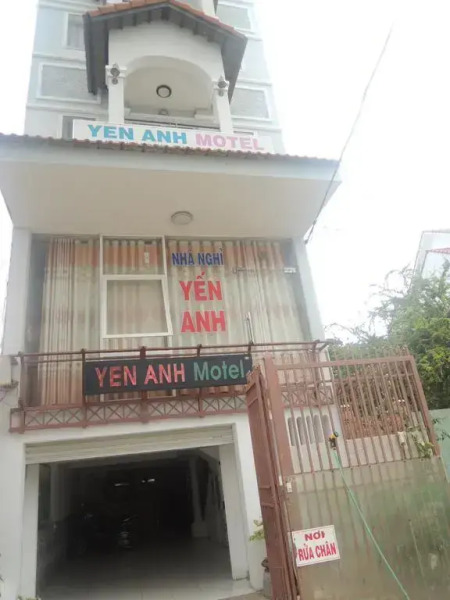 YEN ANH MOTEL
NHÀ NGHỈ
YẾN
ANH
YEN ANH Motel
NƠI
RỬA CHÂN